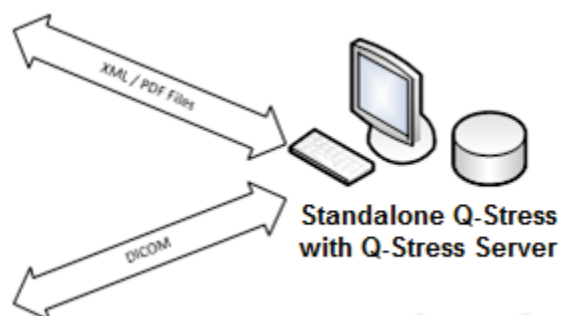 XML / PDF Files
DICOM
Standalone Q-Stress
with Q-Stress Server